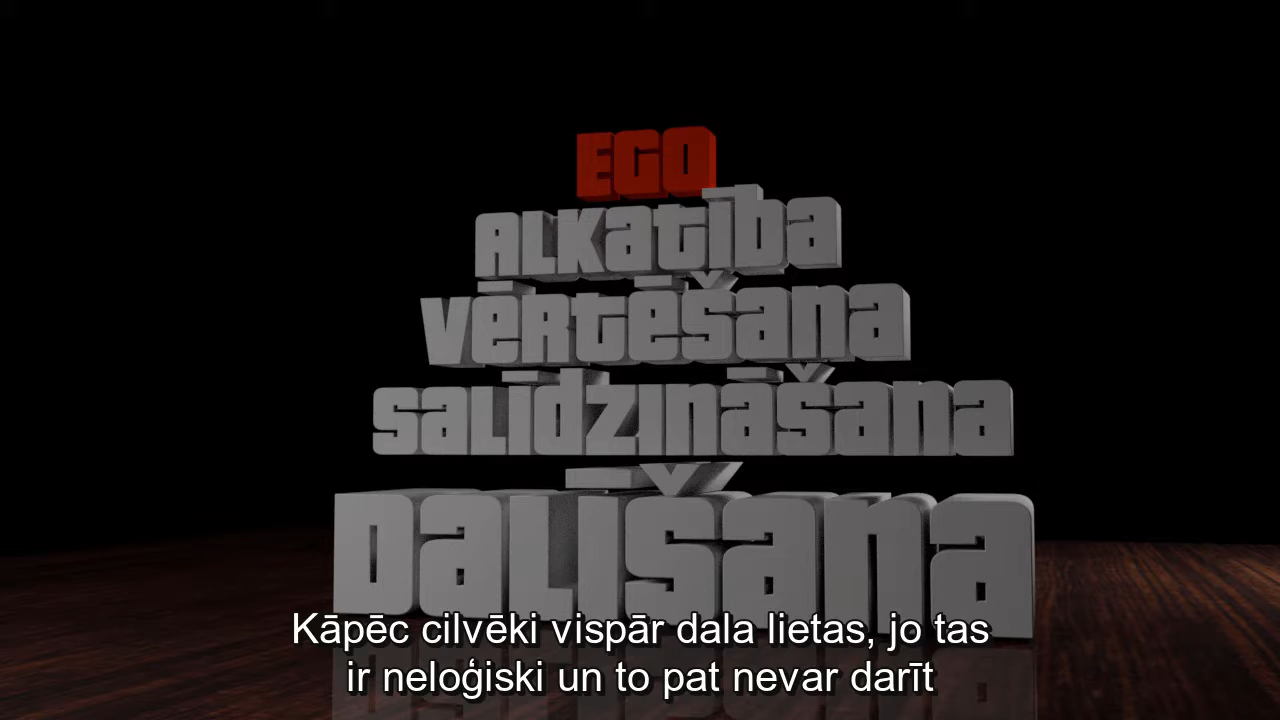 EGO
ALKATĪBA
VĒRTĒŠANA
SALĪDZINĀŠANA
DALĪŠANA
Kāpēc cilvēki vispār dala lietas, jo tas
ir neloģiski un to pat nevar darīt